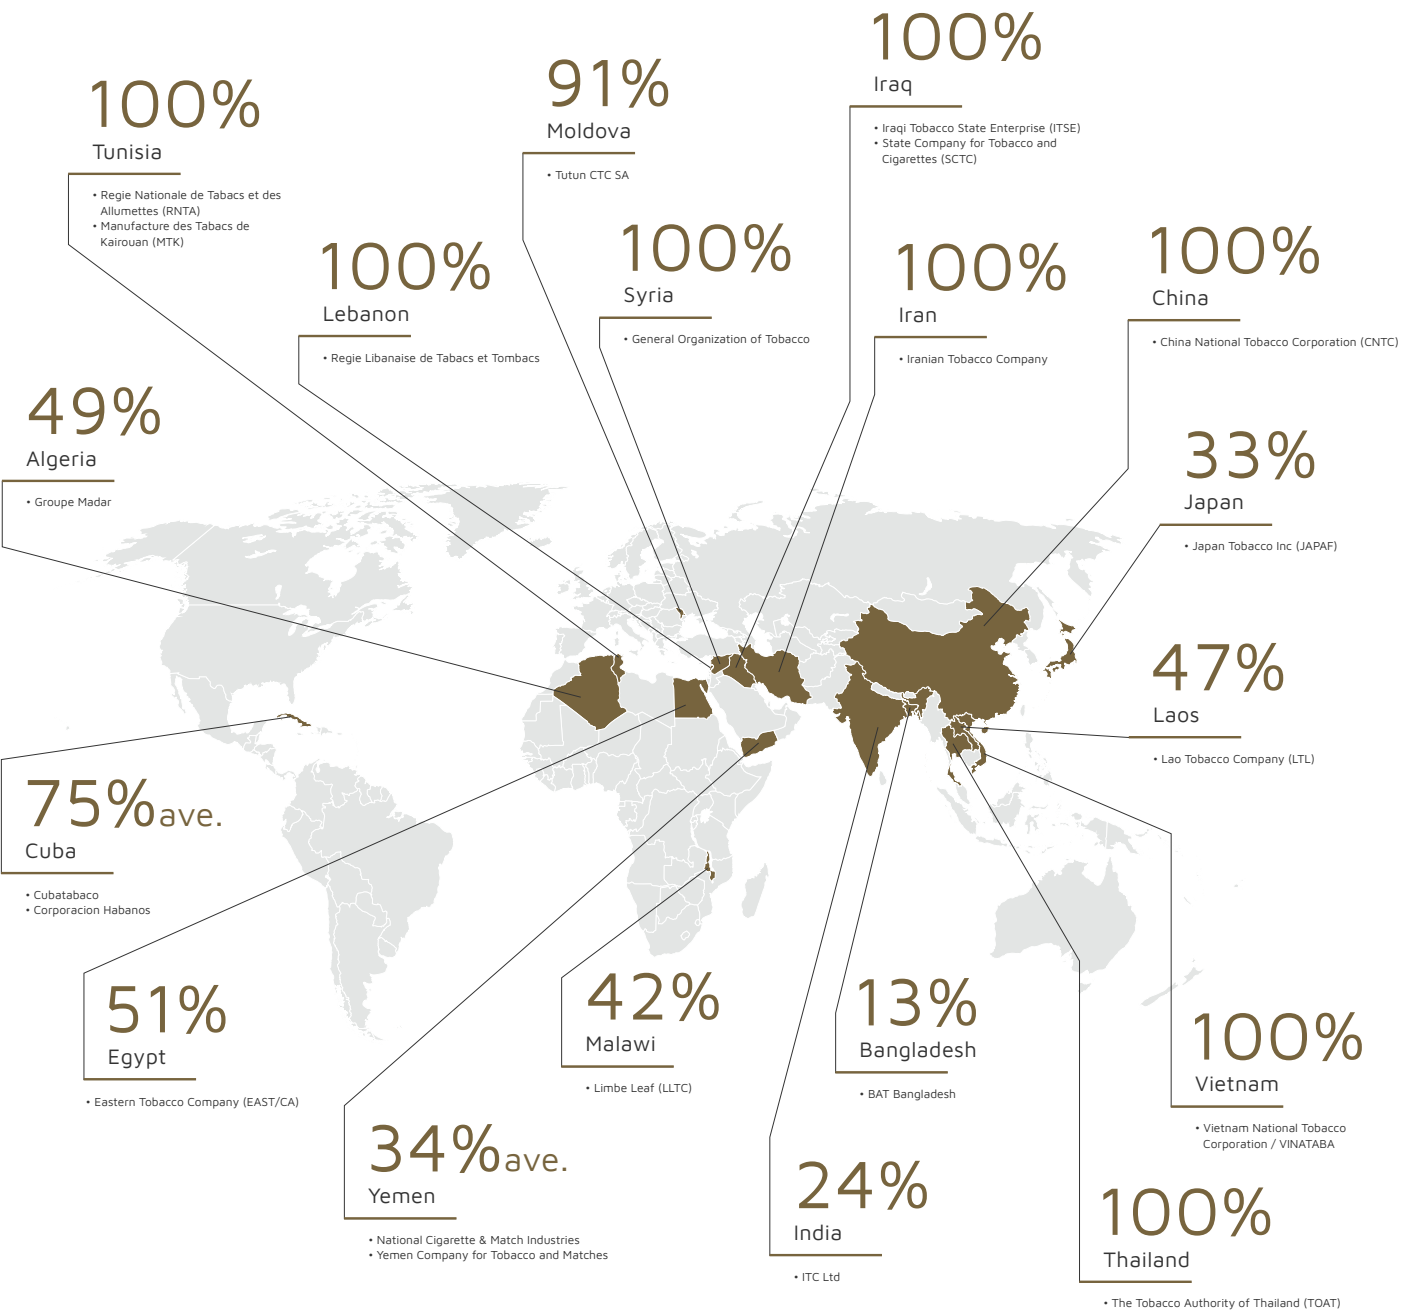 100%
Iraq
• Iraqi Tobacco State Enterprise (ITSE)
• State Company for Tobacco and
Cigarettes (SCTC)
91%
Moldova
• Tutun CTC SA
100%
Tunisia
• Regie Nationale de Tabacs et des
Allumettes (RNTA)
• Manufacture des Tabacs de
Kairouan (MTK)
100%
Lebanon
• Regie Libanaise de Tabacs et Tombacs
100%
Syria
• General Organization of Tobacco
100%
Iran
• Iranian Tobacco Company
100%
China
• China National Tobacco Corporation (CNTC)
49%
Algeria
• Groupe Madar
33%
Japan
• Japan Tobacco Inc (JAPAF)
47%
Laos
• Lao Tobacco Company (LTL)
75% ave.
Cuba
• Cubatabaco
• Corporacion Habanos
51%
Egypt
• Eastern Tobacco Company (EAST/CA)
42%
Malawi
• Limbe Leaf (LLTC)
13%
Bangladesh
• BAT Bangladesh
100%
Vietnam
• Vietnam National Tobacco
Corporation / VINATABA
34% ave.
Yemen
• National Cigarette & Match Industries
• Yemen Company for Tobacco and Matches
24%
India
• ITC Ltd
100%
Thailand
• The Tobacco Authority of Thailand (TOAT)